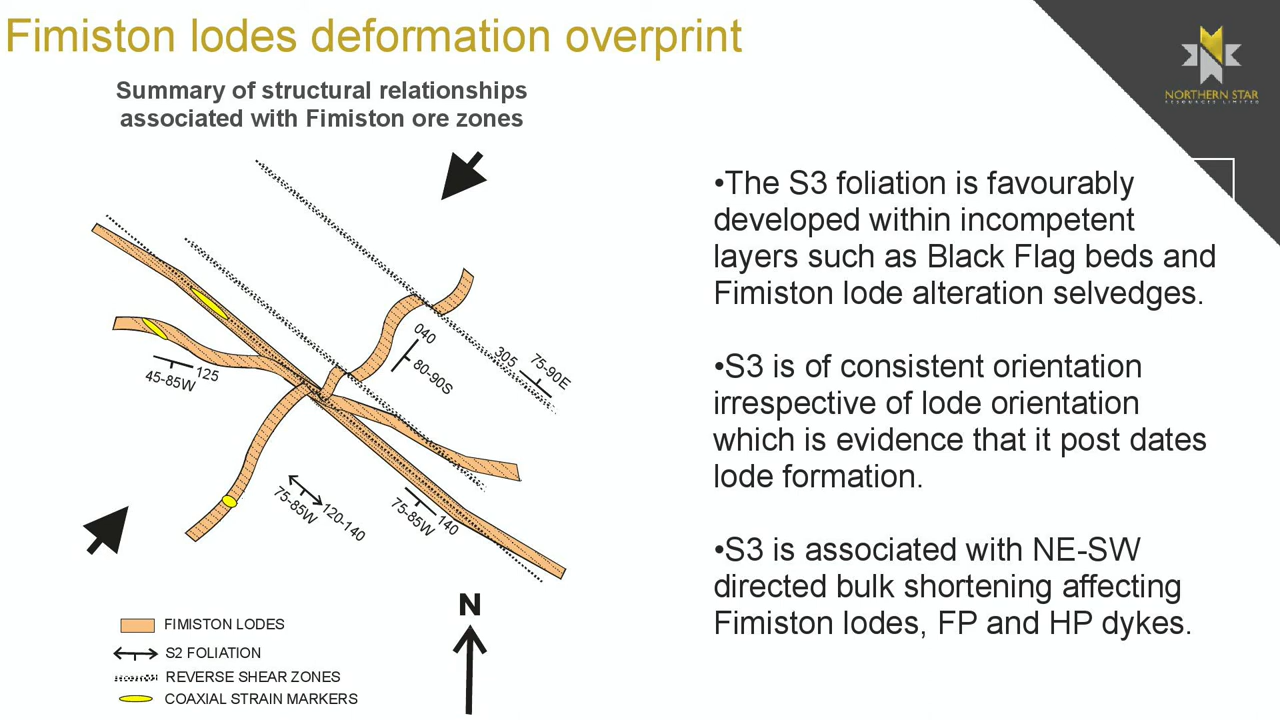 Fimiston lodes deformation overprint
NORTHERN STAR
RESOURCES LIMITED
Summary of structural relationships
associated with Fimiston ore zones
040
80-90S
305
75-90E
125
45-85W
75-85W
120-140
75-85W
140
N
FIMISTON LODES
S2 FOLIATION
REVERSE SHEAR ZONES
COAXIAL STRAIN MARKERS
•The S3 foliation is favourably
developed within incompetent
layers such as Black Flag beds and
Fimiston lode alteration selvedges.
•S3 is of consistent orientation
irrespective of lode orientation
which is evidence that it post dates
lode formation.
•S3 is associated with NE-SW
directed bulk shortening affecting
Fimiston lodes, FP and HP dykes.